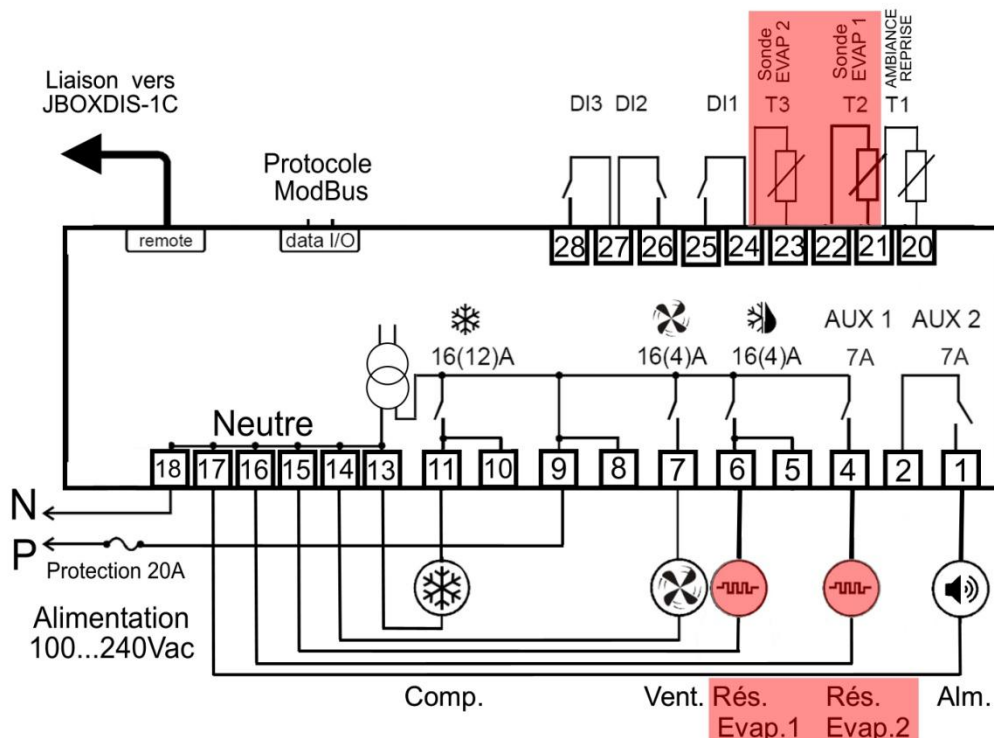 Liaison vers
JBOXDIS-1C
Protocole
ModBus
remote
data I/O
Sonde
EVAP 2
Sonde
EVAP 1
AMBIANCE
REPRISE
DI3 DI2 DI1 T3 T2 T1
28 27 26 25 24 23 22 21 20
AUX 1 AUX 2
16(12)A 16(4)A 16(4)A 7A 7A
Neutre
18 17 16 15 14 13 11 10 9 8 7 6 5 4 2 1
N
P
Protection 20A
Alimentation
100...240Vac
Comp. Vent. Rés. Rés. Alm.
Evap.1 Evap.2